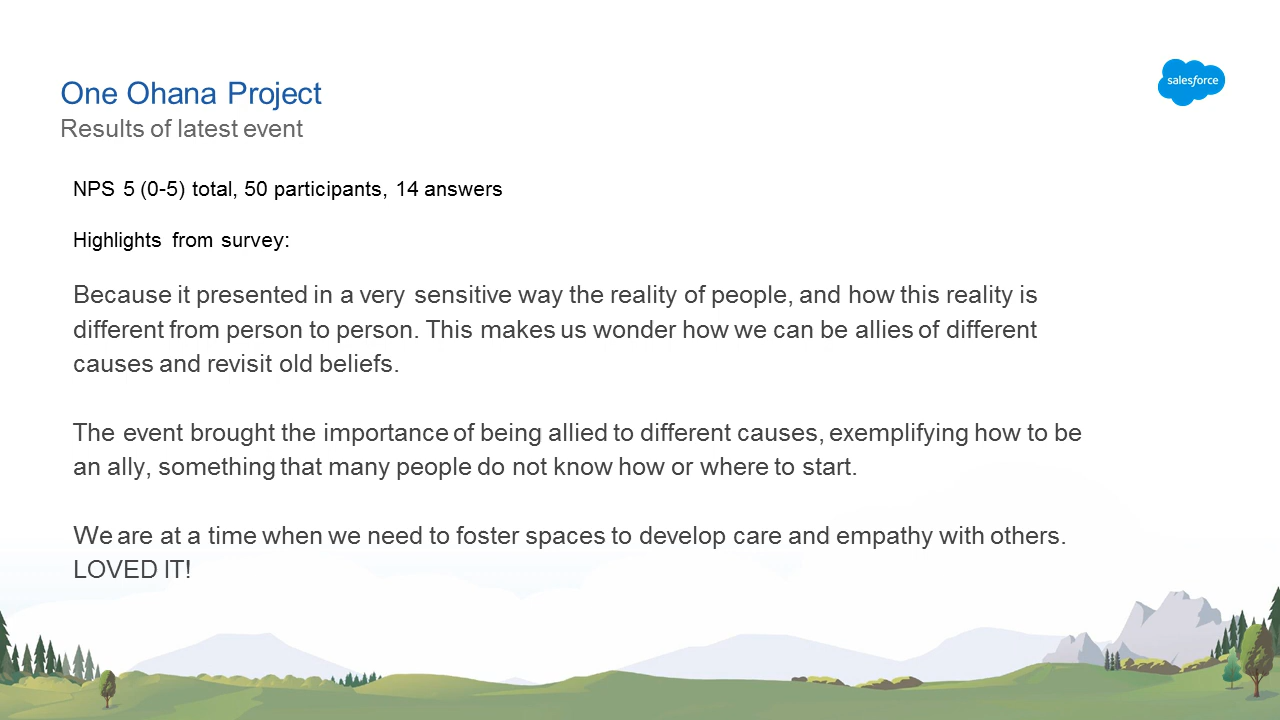 One Ohana Project
salesforce
Results of latest event
NPS 5 (0-5) total, 50 participants, 14 answers
Highlights from survey:
Because it presented in a very sensitive way the reality of people, and how this reality is
different from person to person. This makes us wonder how we can be allies of different
causes and revisit old beliefs.
The event brought the importance of being allied to different causes, exemplifying how to be
an ally, something that many people do not know how or where to start.
We are at a time when we need to foster spaces to develop care and empathy with others.
LOVED IT!